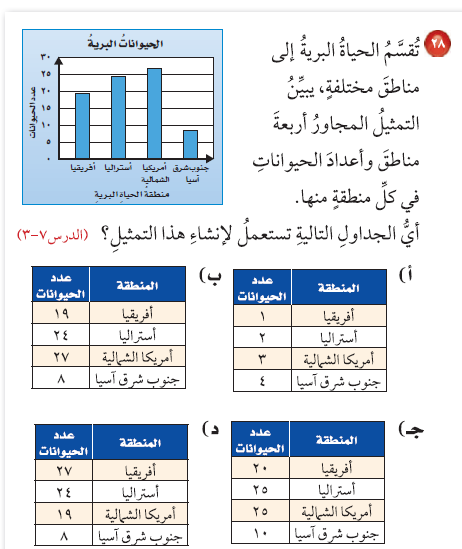 ٢٨ تُقسَّمُ الحياةُ البريةُ إلى
مناطقَ مختلفةٍ، يبيِّنُ
التمثيلُ المجاورُ أربعةَ
مناطقَ وأعدادَ الحيواناتِ
في كلِّ منطقةٍ منها.
الحيواناتُ البريةُ
عدد الحيوانات
٣٠
٢٥
٢٠
١٥
١٠
٥
٠
أفريقيا أستراليا أمريكا الشمالية جنوب شرق آسيا
منطقة الحياة البرية
أيُّ الجداولِ التاليةِ تستعملُ لإنشاءِ هذا التمثيلِ؟ (الدرس ٧-٣)
أ)
المنطقة عدد الحيوانات
أفريقيا ١
أستراليا ٢
أمريكا الشمالية ٣
جنوب شرق آسيا ٤
ب)
المنطقة عدد الحيوانات
أفريقيا ١٩
أستراليا ٢٤
أمريكا الشمالية ٢٧
جنوب شرق آسيا ٨
جـ)
المنطقة عدد الحيوانات
أفريقيا ٢٠
أستراليا ٢٥
أمريكا الشمالية ٢٥
جنوب شرق آسيا ١٠
د)
المنطقة عدد الحيوانات
أفريقيا ٢٧
أستراليا ٢٤
أمريكا الشمالية ١٩
جنوب شرق آسيا ٨